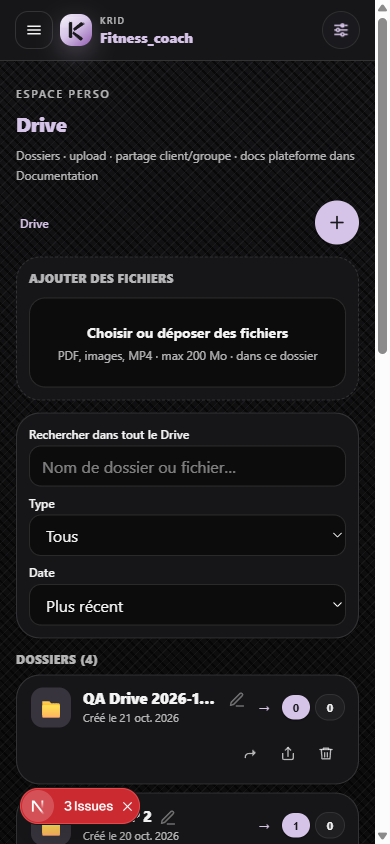 KRID
Fitness_coach
ESPACE PERSO
Drive
Dossiers · upload · partage client/groupe · docs plateforme dans
Documentation
Drive
AJOUTER DES FICHIERS
Choisir ou déposer des fichiers
PDF, images, MP4 · max 200 Mo · dans ce dossier
Rechercher dans tout le Drive
Nom de dossier ou fichier...
Type
Tous
Date
Plus récent
DOSSIERS (4)
QA Drive 2026-1...
Créé le 21 oct. 2026
→ 0 0
N 3 Issues
2
Créé le 20 oct. 2026
→ 1 0